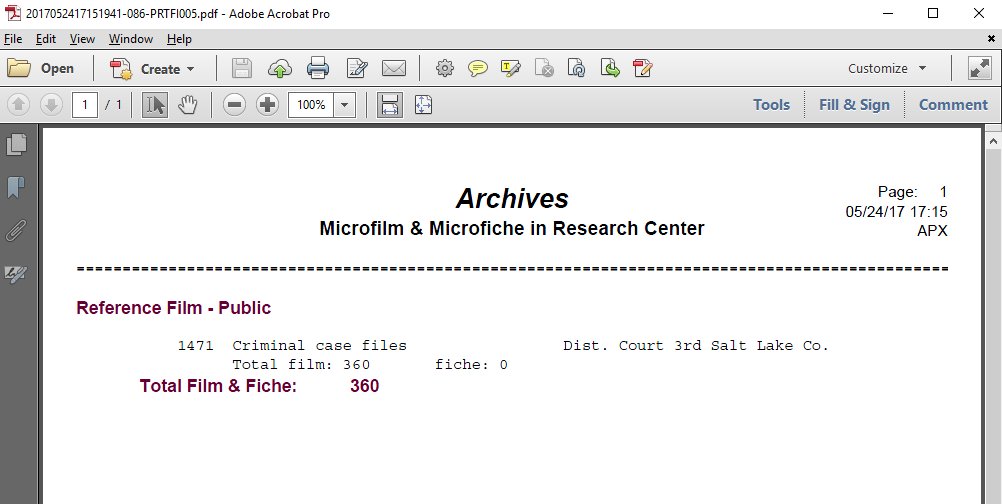 2017052417151941-086-PRTFI005.pdf - Adobe Acrobat Pro
File Edit View Window Help
Open Create Customize
1 / 1 100% Tools Fill & Sign Comment
Archives
Microfilm & Microfiche in Research Center
Page: 1
05/24/17 17:15
APX
================================================================================================
Reference Film - Public
1471 Criminal case files Dist. Court 3rd Salt Lake Co.
Total film: 360 fiche: 0
Total Film & Fiche: 360